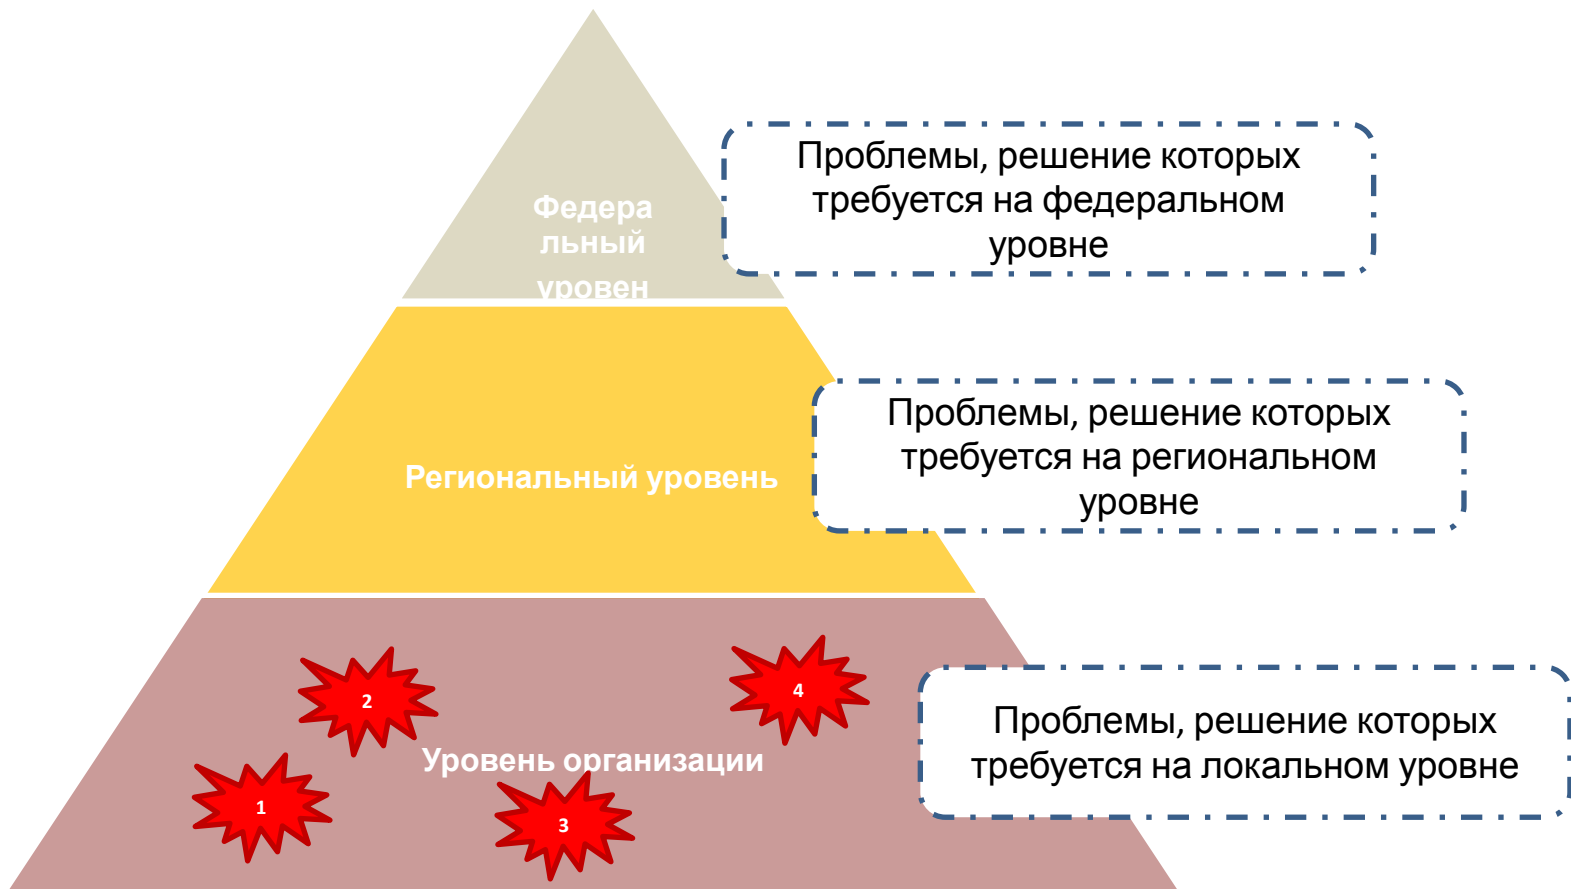 Федера
льный
уровен
Проблемы, решение которых
требуется на федеральном
уровне
Региональный уровень
Проблемы, решение которых
требуется на региональном
уровне
2
4
Уровень организации
1
3
Проблемы, решение которых
требуется на локальном уровне